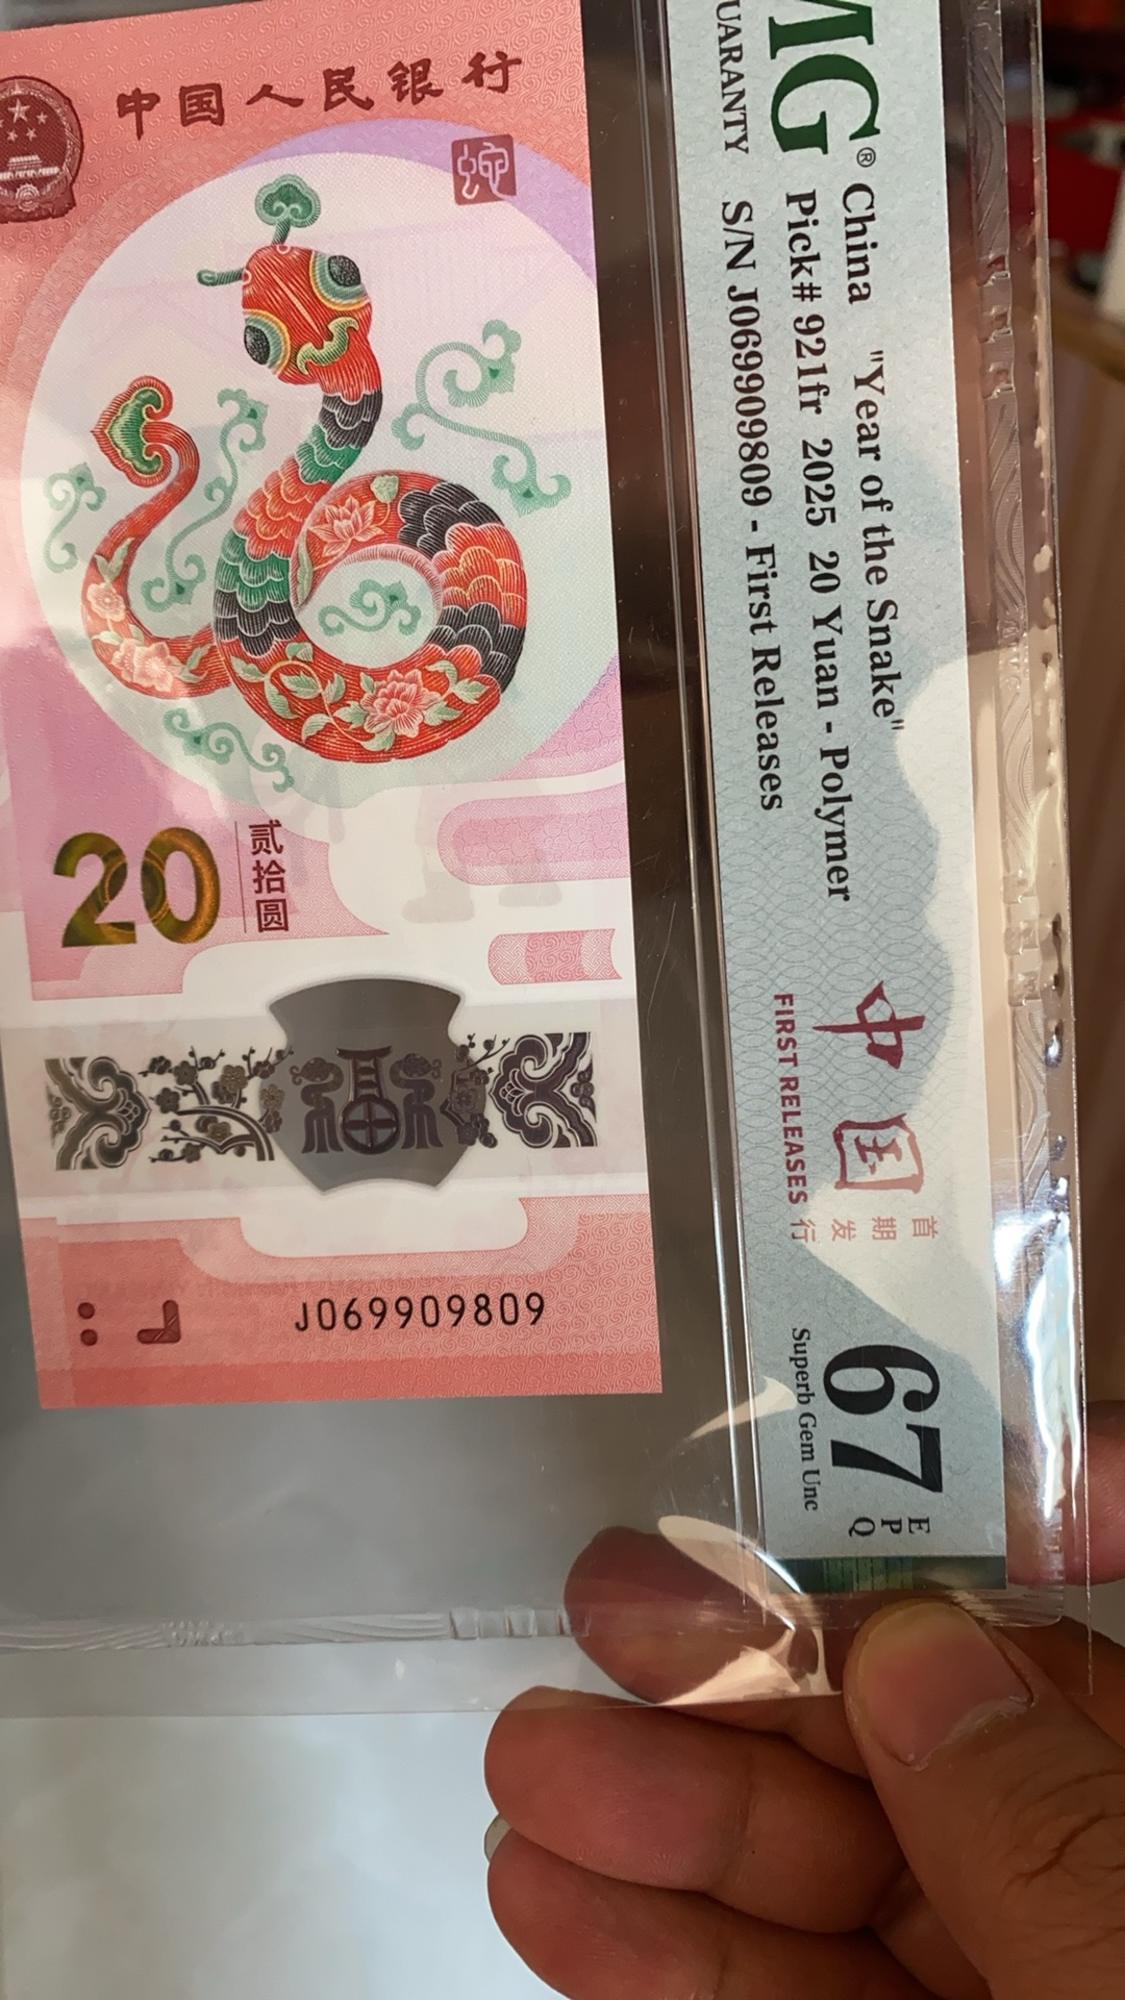 中国人民银行
蛇
20
贰拾圆
J069909809
MG®
UARANTY
China "Year of the Snake"
Pick# 921fr 2025 20 Yuan - Polymer
S/N J069909809 - First Releases
中国
首期发行
FIRST RELEASES
67
EPQ
Superb Gem Unc